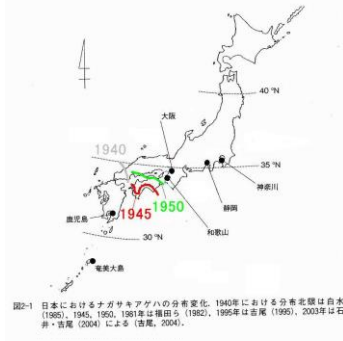 40 °N
大阪
1940
35 °N
神奈川
静岡
鹿児島
1945
1950
和歌山
30 °N
奄美大島
図2-1 日本におけるナガサキアゲハの分布変化. 1940年における分布北限は白水
(1985), 1945, 1950, 1981年は福田ら (1982), 1995年は吉尾 (1995), 2003年は石
井・吉尾 (2004) による (吉尾, 2004).